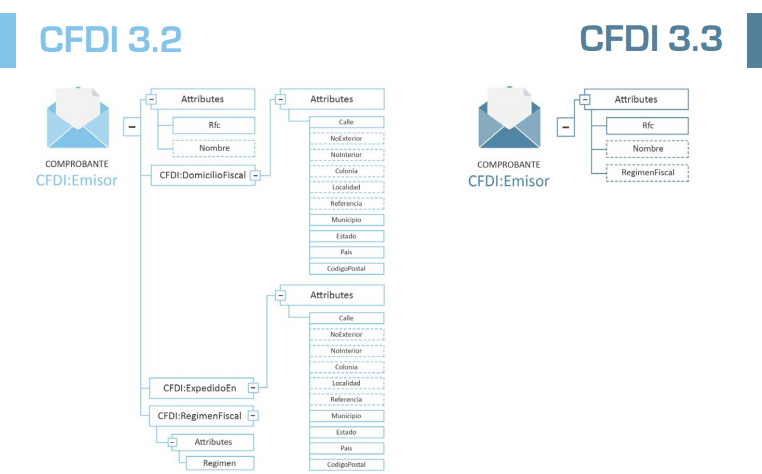 CFDI 3.2
COMPROBANTE
CFDI:Emisor
Attributes
Rfc
Nombre
CFDI:DomicilioFiscal
Attributes
Calle
NoExterior
NoInterior
Colonia
Localidad
Referencia
Municipio
Estado
Pais
CodigoPostal
CFDI:ExpedidoEn
Attributes
Calle
NoExterior
NoInterior
Colonia
Localidad
Referencia
Municipio
Estado
Pais
CodigoPostal
CFDI:RegimenFiscal
Attributes
Regimen
CFDI 3.3
COMPROBANTE
CFDI:Emisor
Attributes
Rfc
Nombre
RegimenFiscal